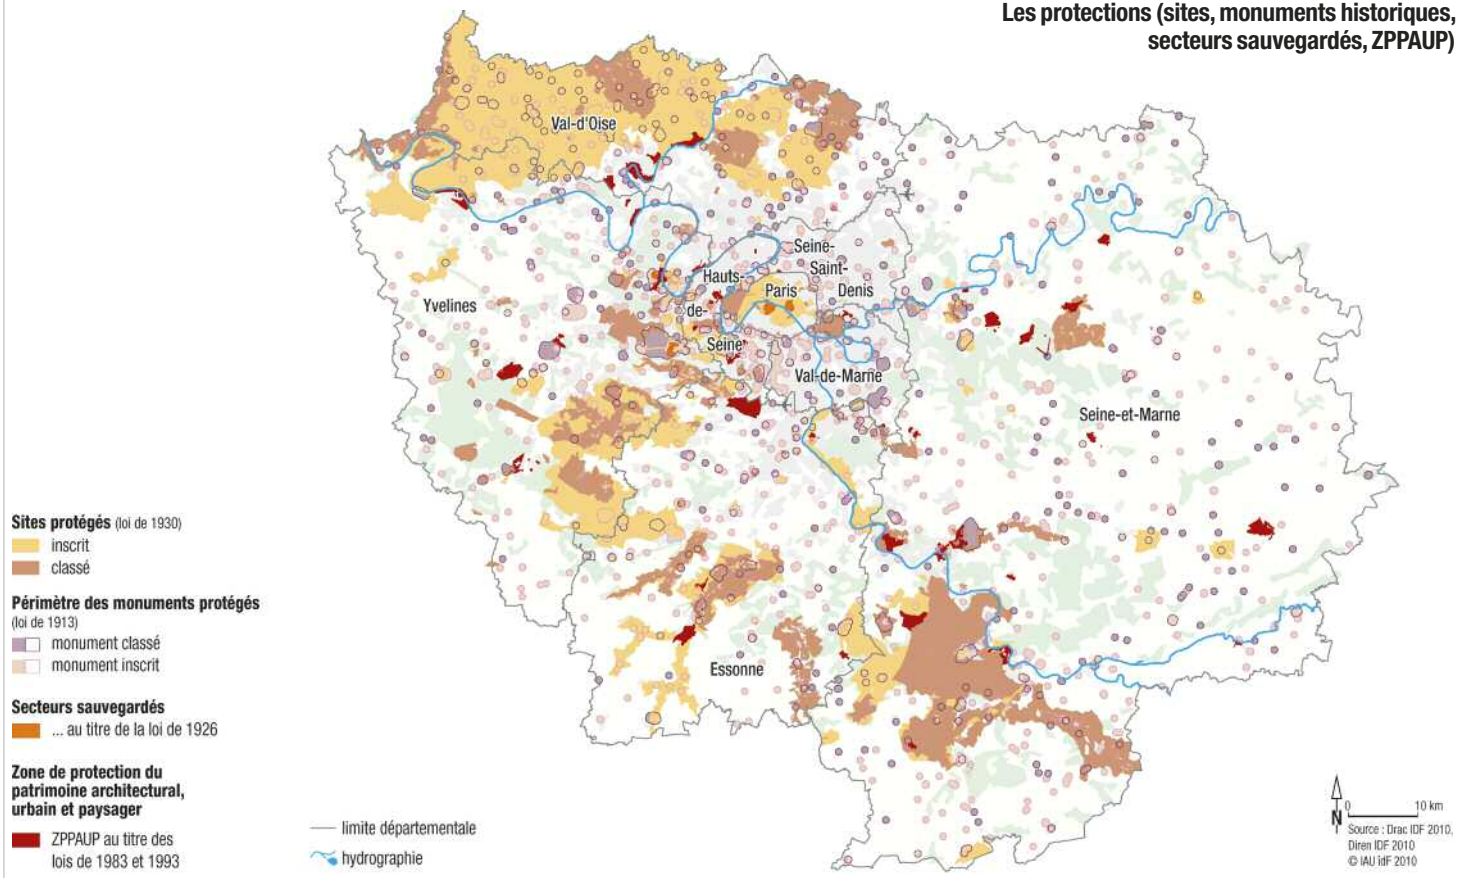 Les protections (sites, monuments historiques,
secteurs sauvegardés, ZPPAUP)
Val-d'Oise
Seine-
Saint-
Denis
Hauts-
de-
Seine
Paris
Yvelines
Val-de-Marne
Seine-et-Marne
Essonne
Sites protégés (loi de 1930)
inscrit
classé
Périmètre des monuments protégés
(loi de 1913)
monument classé
monument inscrit
Secteurs sauvegardés
... au titre de la loi de 1926
Zone de protection du
patrimoine architectural,
urbain et paysager
ZPPAUP au titre des
lois de 1983 et 1993
limite départementale
hydrographie
N
0 10 km
Source : Drac IDF 2010,
Diren IDF 2010
© IAU îdF 2010